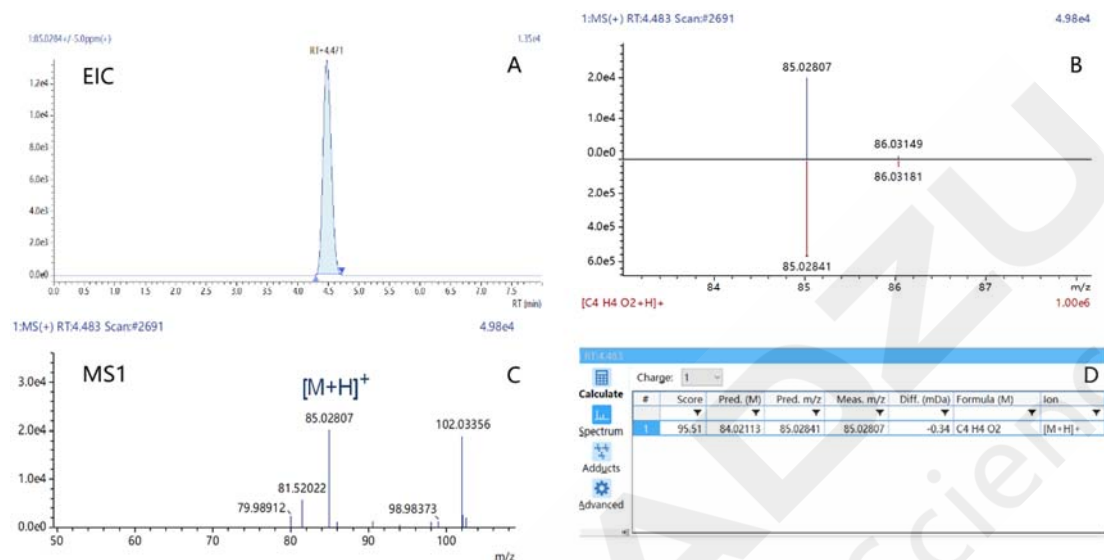 1:85.0284+/-5.0ppm(+)
1.35e4
EIC
RT=4.471
A
1.2e4
1.0e4
8.0e3
6.0e3
4.0e3
2.0e3
0.0e0
0.0 0.5 1.0 1.5 2.0 2.5 3.0 3.5 4.0 4.5 5.0 5.5 6.0 6.5 7.0 7.5
RT (min)
1:MS(+) RT:4.483 Scan:#2691
4.98e4
B
85.02807
2.0e4
1.0e4
86.03149
0.0e0
86.03181
2.0e5
4.0e5
6.0e5
85.02841
84 85 86 87
m/z
[C4 H4 O2+H]+
1.00e6
1:MS(+) RT:4.483 Scan:#2691
4.98e4
MS1
C
[M+H]+
3.0e4
85.02807
102.03356
2.0e4
1.0e4
81.52022
79.98912
98.98373
0.0e0
50 60 70 80 90 100
m/z
RT:4.483
D
Calculate
Charge: 1
# Score Pred. (M) Pred. m/z Meas. m/z Diff. (mDa) Formula (M) Ion
1 95.51 84.02113 85.02841 85.02807 -0.34 C4 H4 O2 [M+H]+
Spectrum
Adducts
Advanced